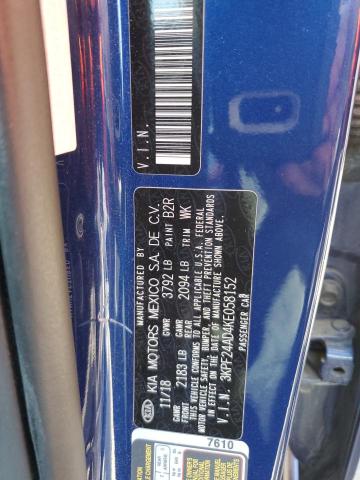 V.I.N.
KIA KIA MOTORS MEXICO S.A. DE C.V.
11/18 GVWR 3792 LB PAINT B2R
GAWR FRONT 2183 LB GAWR REAR 2094 LB TRIM WK
THIS VEHICLE CONFORMS TO ALL APPLICABLE U.S.A. FEDERAL
MOTOR VEHICLE SAFETY, BUMPER, AND THEFT PREVENTION
STANDARDS IN EFFECT ON THE DATE OF MANUFACTURE SHOWN ABOVE.
V.I.N. 3KPF24AD4KE058152
PASSENGER CAR
7610